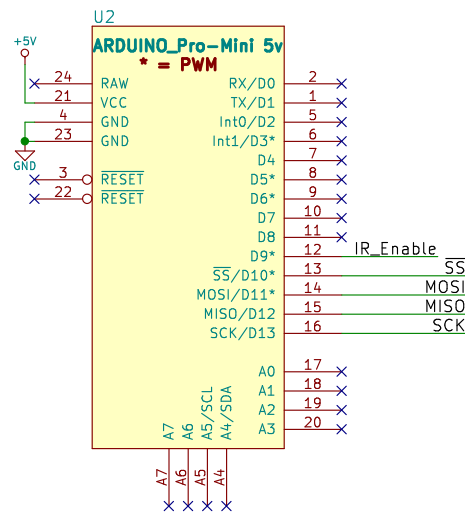 U2
+5V
ARDUINO_Pro-Mini 5v
* = PWM
24 RAW RX/D0 2
21 VCC TX/D1 1
4 GND Int0/D2 5
23 GND Int1/D3* 6
GND
D4 7
3 RESET D5* 8
22 RESET D6* 9
D7 10
D8 11
D9* 12 IR_Enable
SS/D10* 13 SS
MOSI/D11* 14 MOSI
MISO/D12 15 MISO
SCK/D13 16 SCK
A0 17
A1 18
A2 19
A3 20
A7 A6 A5/SCL A4/SDA
A7 A6 A5 A4